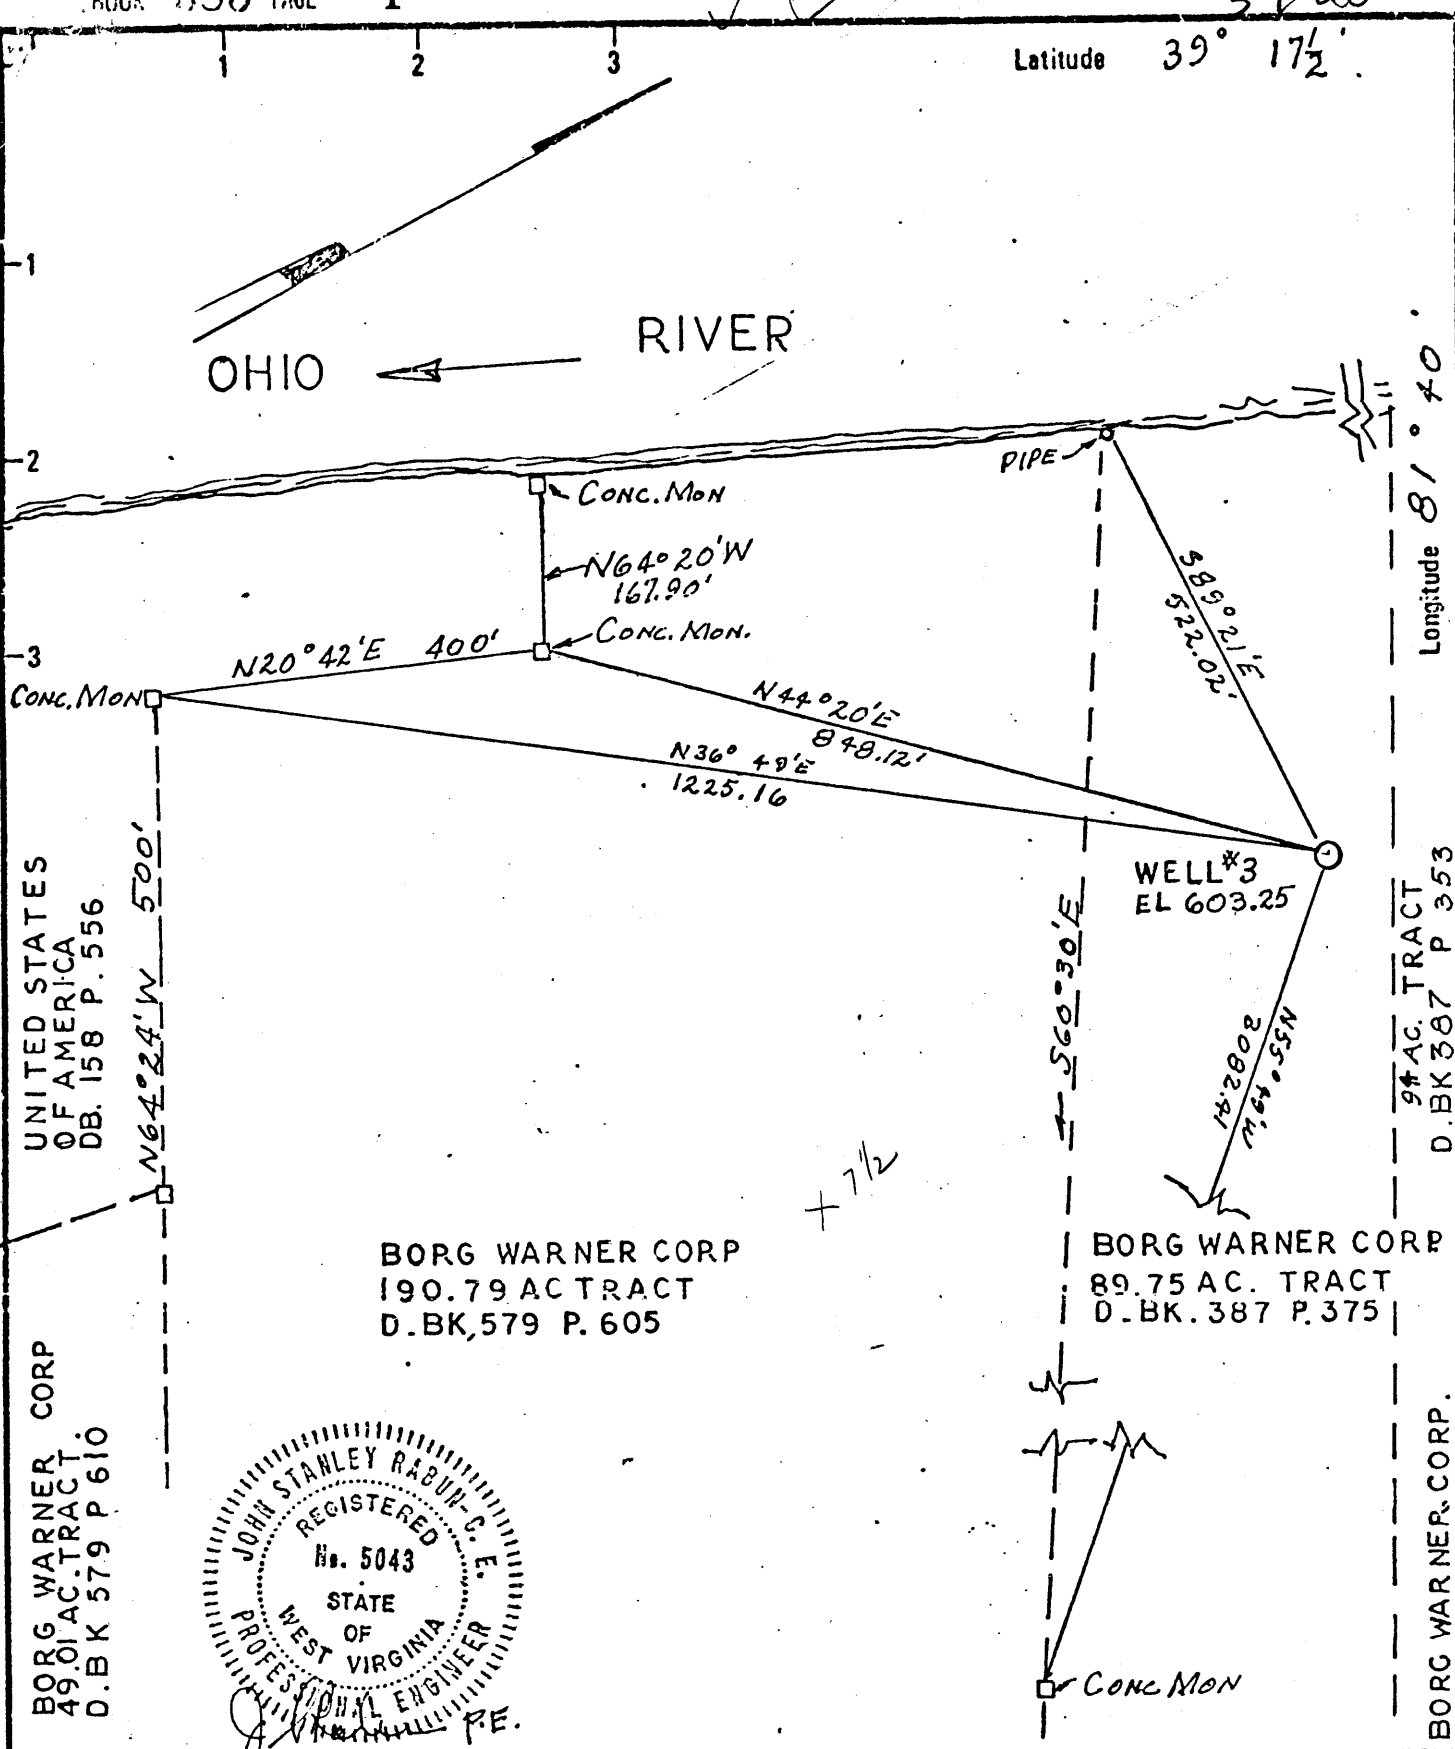 BOOK
1
2
3
Latitude 39° 17½'
1
2
3
RIVER
OHIO
Longitude 81° 40'
PIPE
CONC. MON
N64°20'W
167.90'
CONC. MON.
N20°42'E 400'
CONC. MON
S89°21'E
522.02'
N44°20'E
848.12'
N36° 49'E
1225.16
WELL #3
EL 603.25
UNITED STATES
OF AMERICA
DB. 158 P. 556
N64°24'W 500'
S60°30'E
N55°49'W
2082.41
AC. TRACT
D.BK 387 P 353
+ 7 1/2
BORG WARNER CORP
190.79 AC TRACT
D.BK, 579 P. 605
BORG WARNER CORP
89.75 AC. TRACT
D.BK. 387 P. 375
BORG WARNER CORP
49.01 AC. TRACT.
D.BK 579 P 610
JOHN STANLEY RABUN - C. E.
REGISTERED
No. 5043
STATE
OF
WEST VIRGINIA
PROFESSIONAL ENGINEER
P.E.
CONC MON
BORG WARNER CORP.